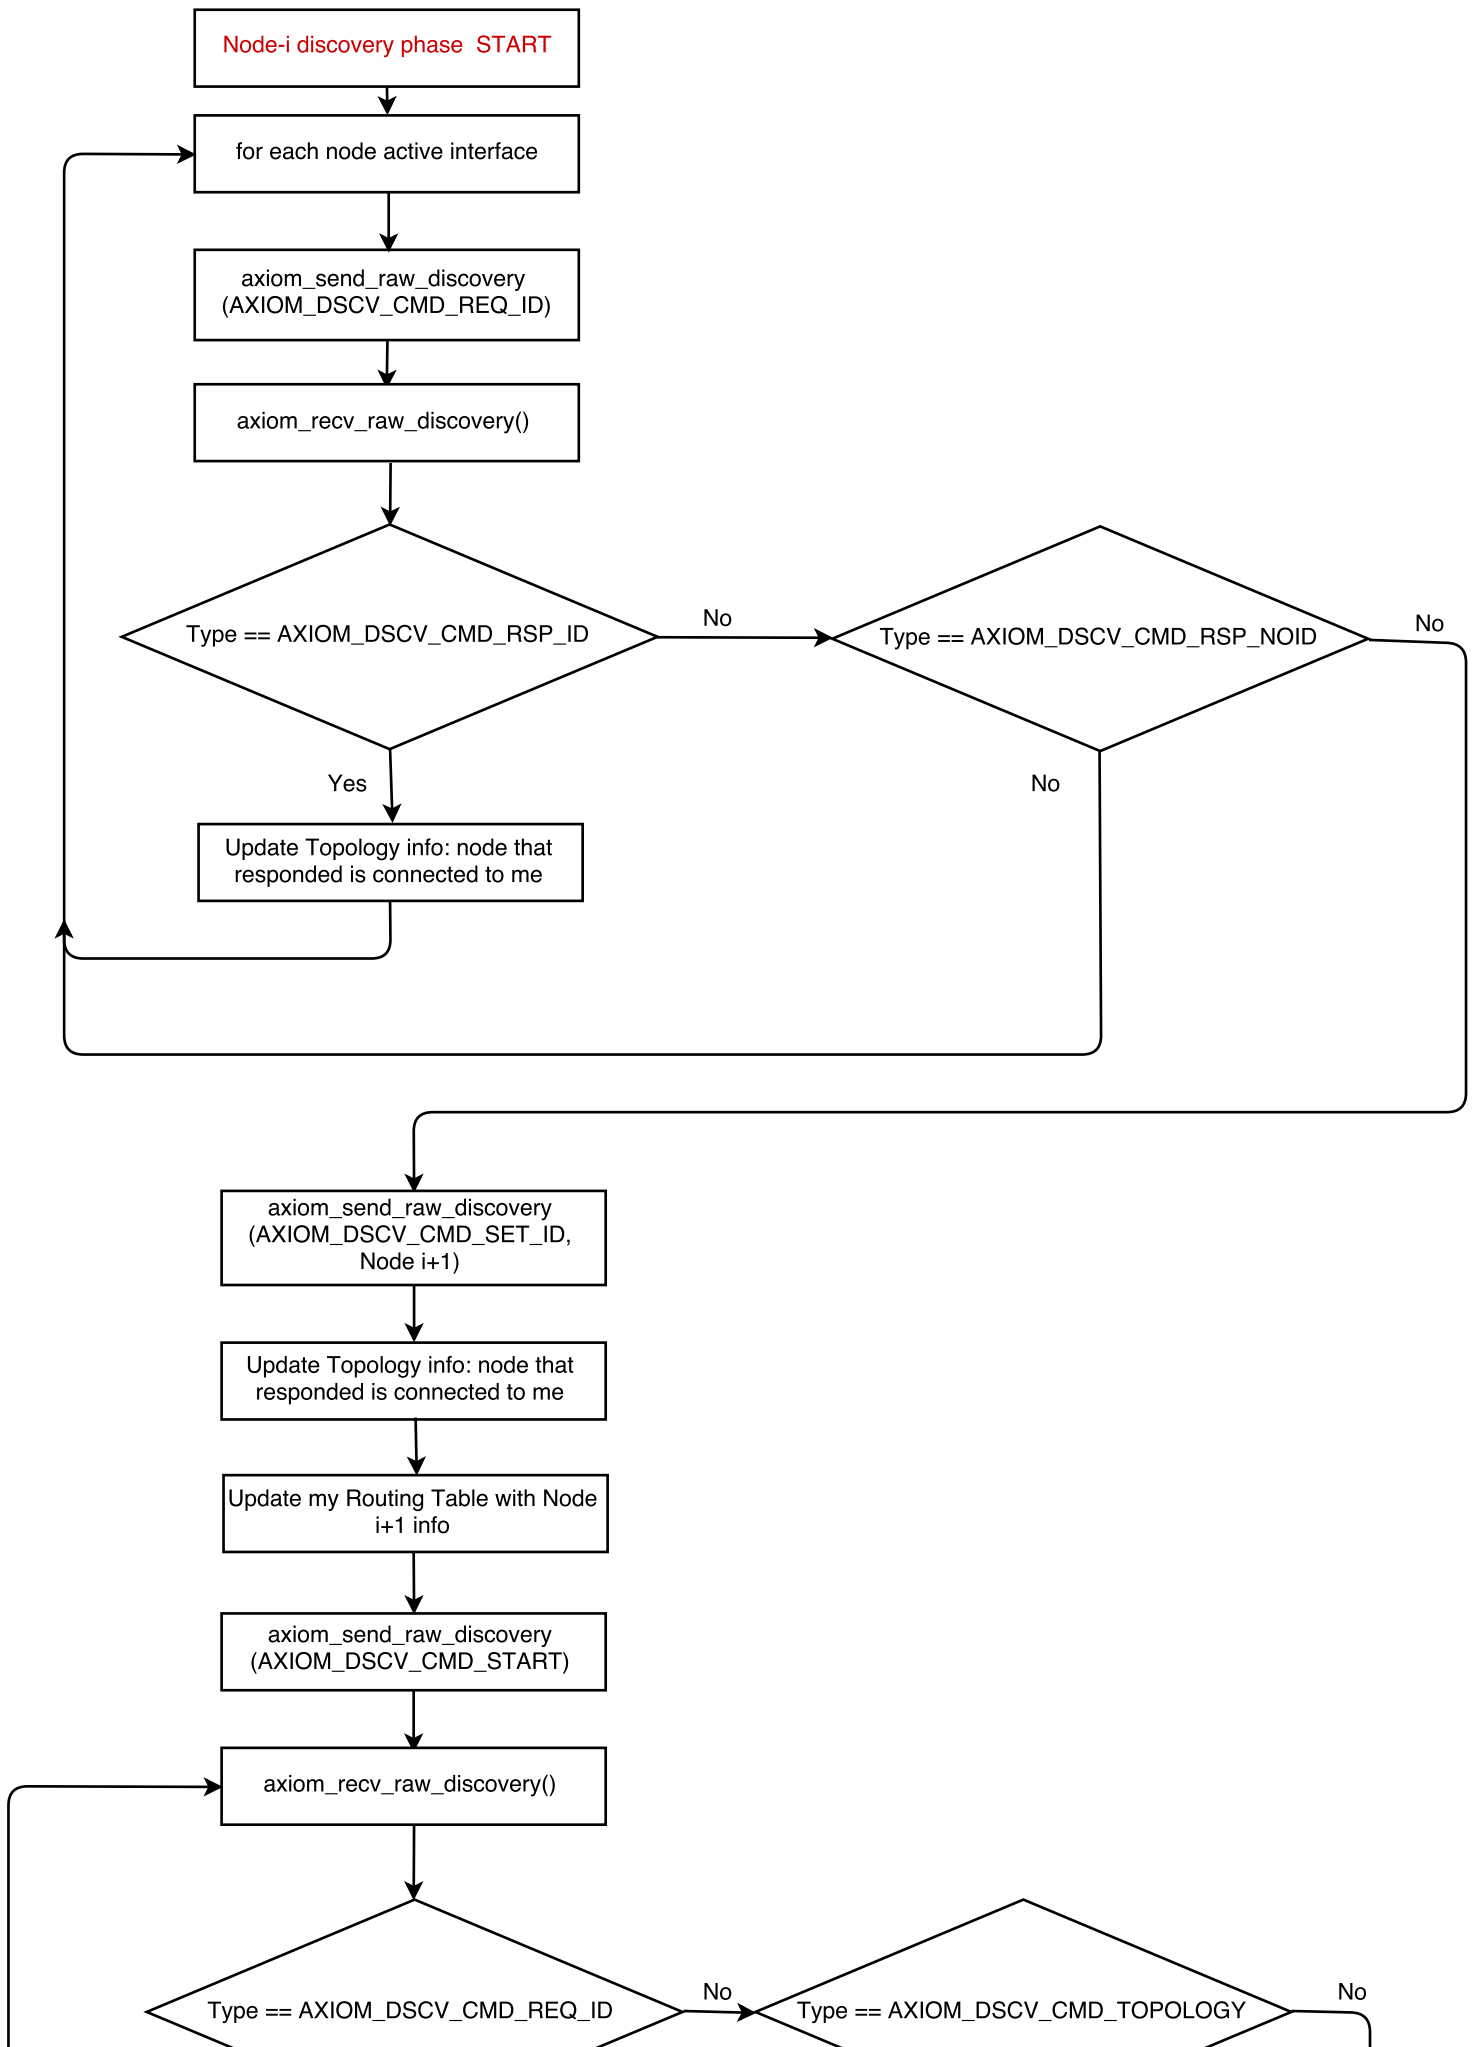 Node-i discovery phase  START
for each node active interface
axiom_send_raw_discovery
(AXIOM_DSCV_CMD_REQ_ID)
axiom_recv_raw_discovery()
Type == AXIOM_DSCV_CMD_RSP_ID
No
Type == AXIOM_DSCV_CMD_RSP_NOID
No
Yes
No
Update Topology info: node that
responded is connected to me
axiom_send_raw_discovery
(AXIOM_DSCV_CMD_SET_ID,
Node i+1)
Update Topology info: node that
responded is connected to me
Update my Routing Table with Node
i+1 info
axiom_send_raw_discovery
(AXIOM_DSCV_CMD_START)
axiom_recv_raw_discovery()
Type == AXIOM_DSCV_CMD_REQ_ID
No
Type == AXIOM_DSCV_CMD_TOPOLOGY
No